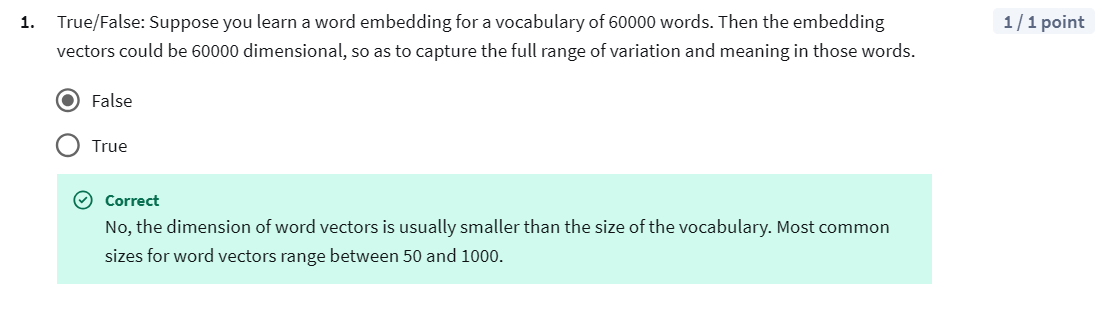 1. True/False: Suppose you learn a word embedding for a vocabulary of 60000 words. Then the embedding 1 / 1 point
vectors could be 60000 dimensional, so as to capture the full range of variation and meaning in those words.
False
True
Correct
No, the dimension of word vectors is usually smaller than the size of the vocabulary. Most common
sizes for word vectors range between 50 and 1000.